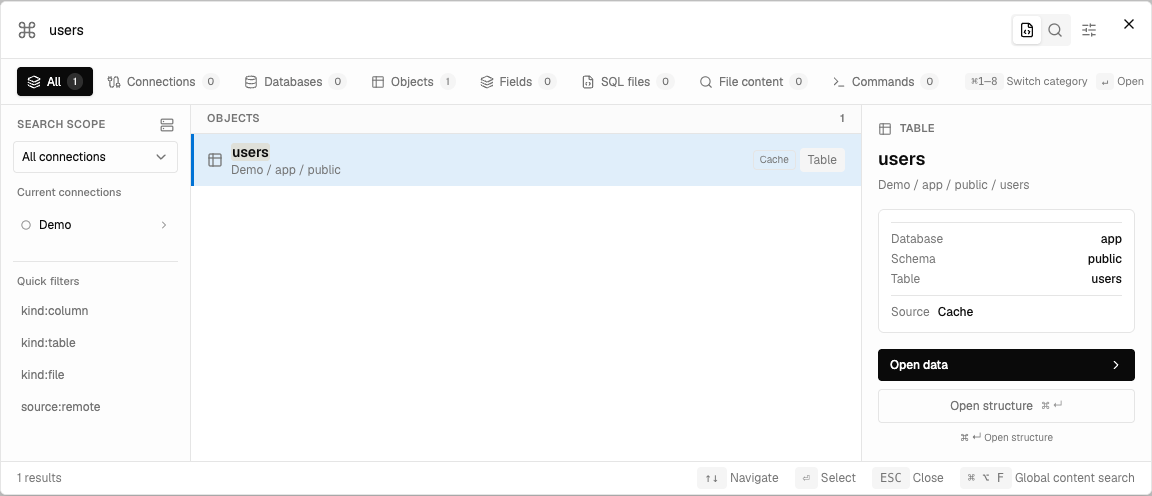 users
All 1 Connections 0 Databases 0 Objects 1 Fields 0 SQL files 0 File content 0 Commands 0 ⌘1–8 Switch category ↵ Open
SEARCH SCOPE
All connections
Current connections
Demo
Quick filters
kind:column
kind:table
kind:file
source:remote
OBJECTS 1
users
Demo / app / public
Cache Table
TABLE
users
Demo / app / public / users
Database app
Schema public
Table users
Source Cache
Open data
Open structure ⌘ ↵
⌘ ↵ Open structure
1 results
↑↓ Navigate ⏎ Select ESC Close ⌘ ⌥ F Global content search